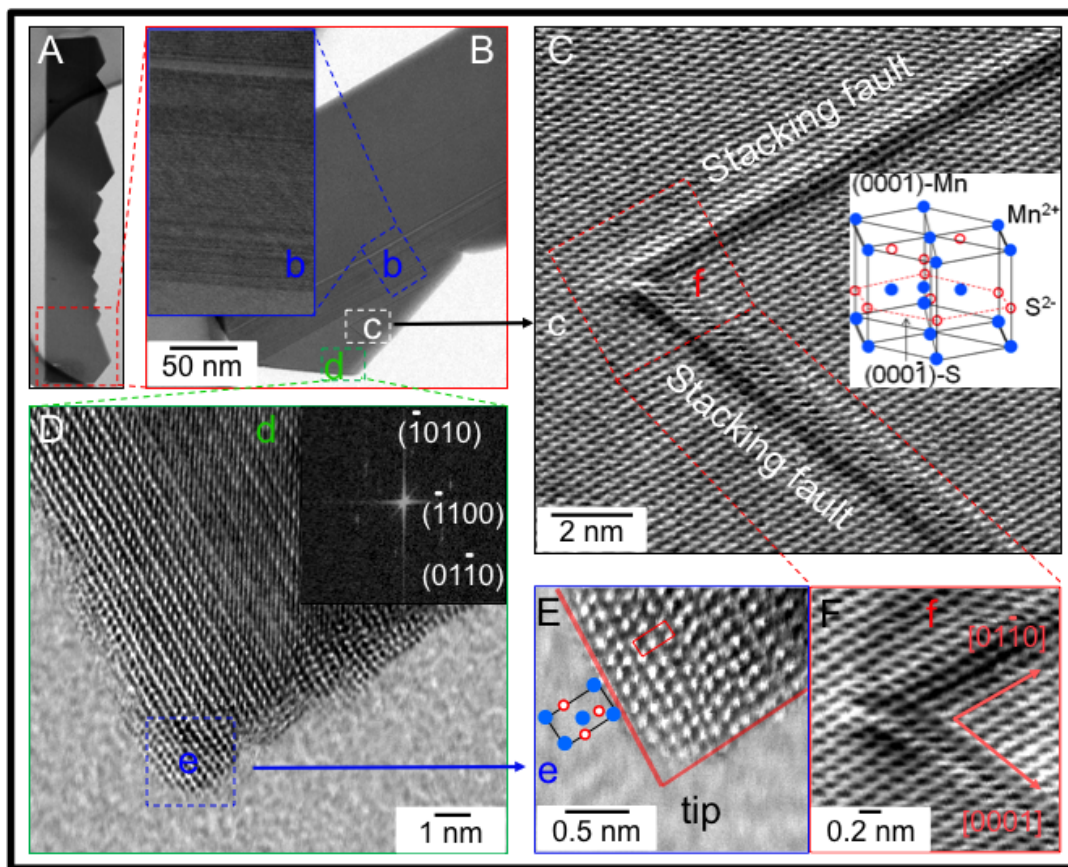 A
B
b
b
c
d
50 nm
C
Stacking fault
(0001)-Mn
Mn²⁺
S²⁻
(0001̄)-S
f
c
Stacking fault
2 nm
D
d
(1̄010)
(1̄100)
(011̄0)
e
1 nm
E
e
tip
0.5 nm
F
f
[011̄0]
[0001]
0.2 nm